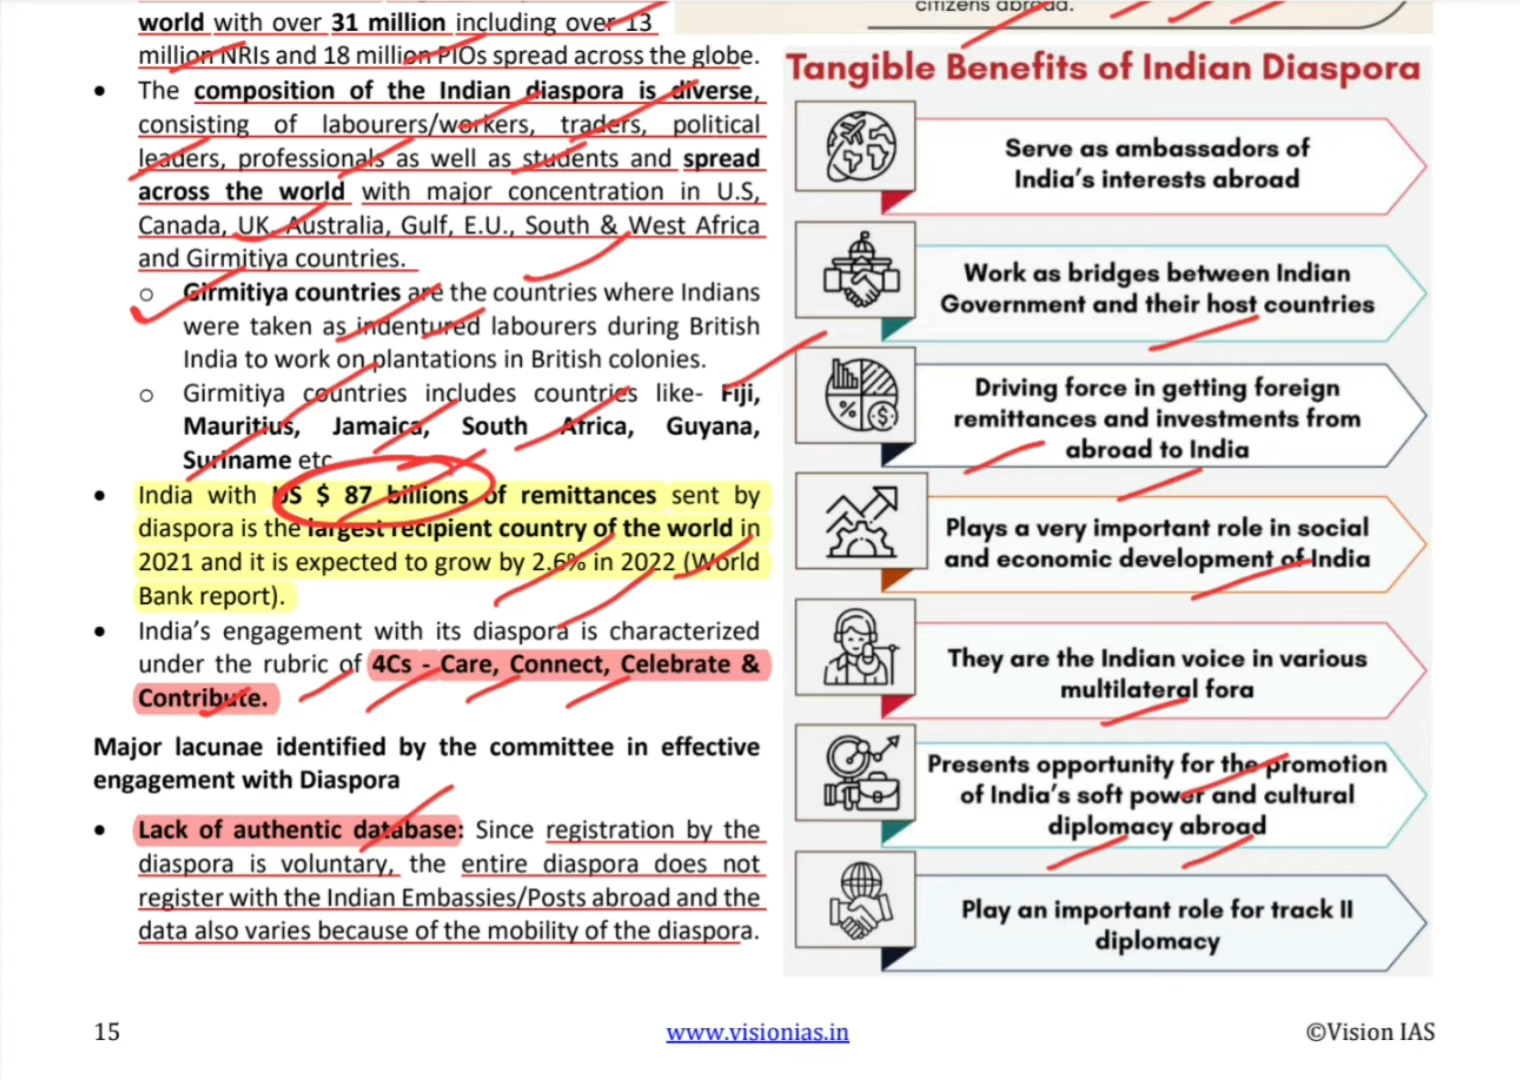 world with over 31 million including over 13
million NRIs and 18 million PIOs spread across the globe.
• The composition of the Indian diaspora is diverse,
consisting of labourers/workers, traders, political
leaders, professionals as well as students and spread
across the world with major concentration in U.S,
Canada, UK, Australia, Gulf, E.U., South & West Africa
and Girmitiya countries.
o Girmitiya countries are the countries where Indians
were taken as indentured labourers during British
India to work on plantations in British colonies.
o Girmitiya countries includes countries like- Fiji,
Mauritius, Jamaica, South Africa, Guyana,
Suriname etc
• India with US $ 87 billions of remittances sent by
diaspora is the largest recipient country of the world in
2021 and it is expected to grow by 2.6% in 2022 (World
Bank report).
• India's engagement with its diaspora is characterized
under the rubric of 4Cs - Care, Connect, Celebrate &
Contribute.
Major lacunae identified by the committee in effective
engagement with Diaspora
• Lack of authentic database: Since registration by the
diaspora is voluntary, the entire diaspora does not
register with the Indian Embassies/Posts abroad and the
data also varies because of the mobility of the diaspora.
citizens abroad.
Tangible Benefits of Indian Diaspora
Serve as ambassadors of
India's interests abroad
Work as bridges between Indian
Government and their host countries
Driving force in getting foreign
remittances and investments from
abroad to India
Plays a very important role in social
and economic development of India
They are the Indian voice in various
multilateral fora
Presents opportunity for the promotion
of India's soft power and cultural
diplomacy abroad
Play an important role for track II
diplomacy
15
www.visionias.in
©Vision IAS